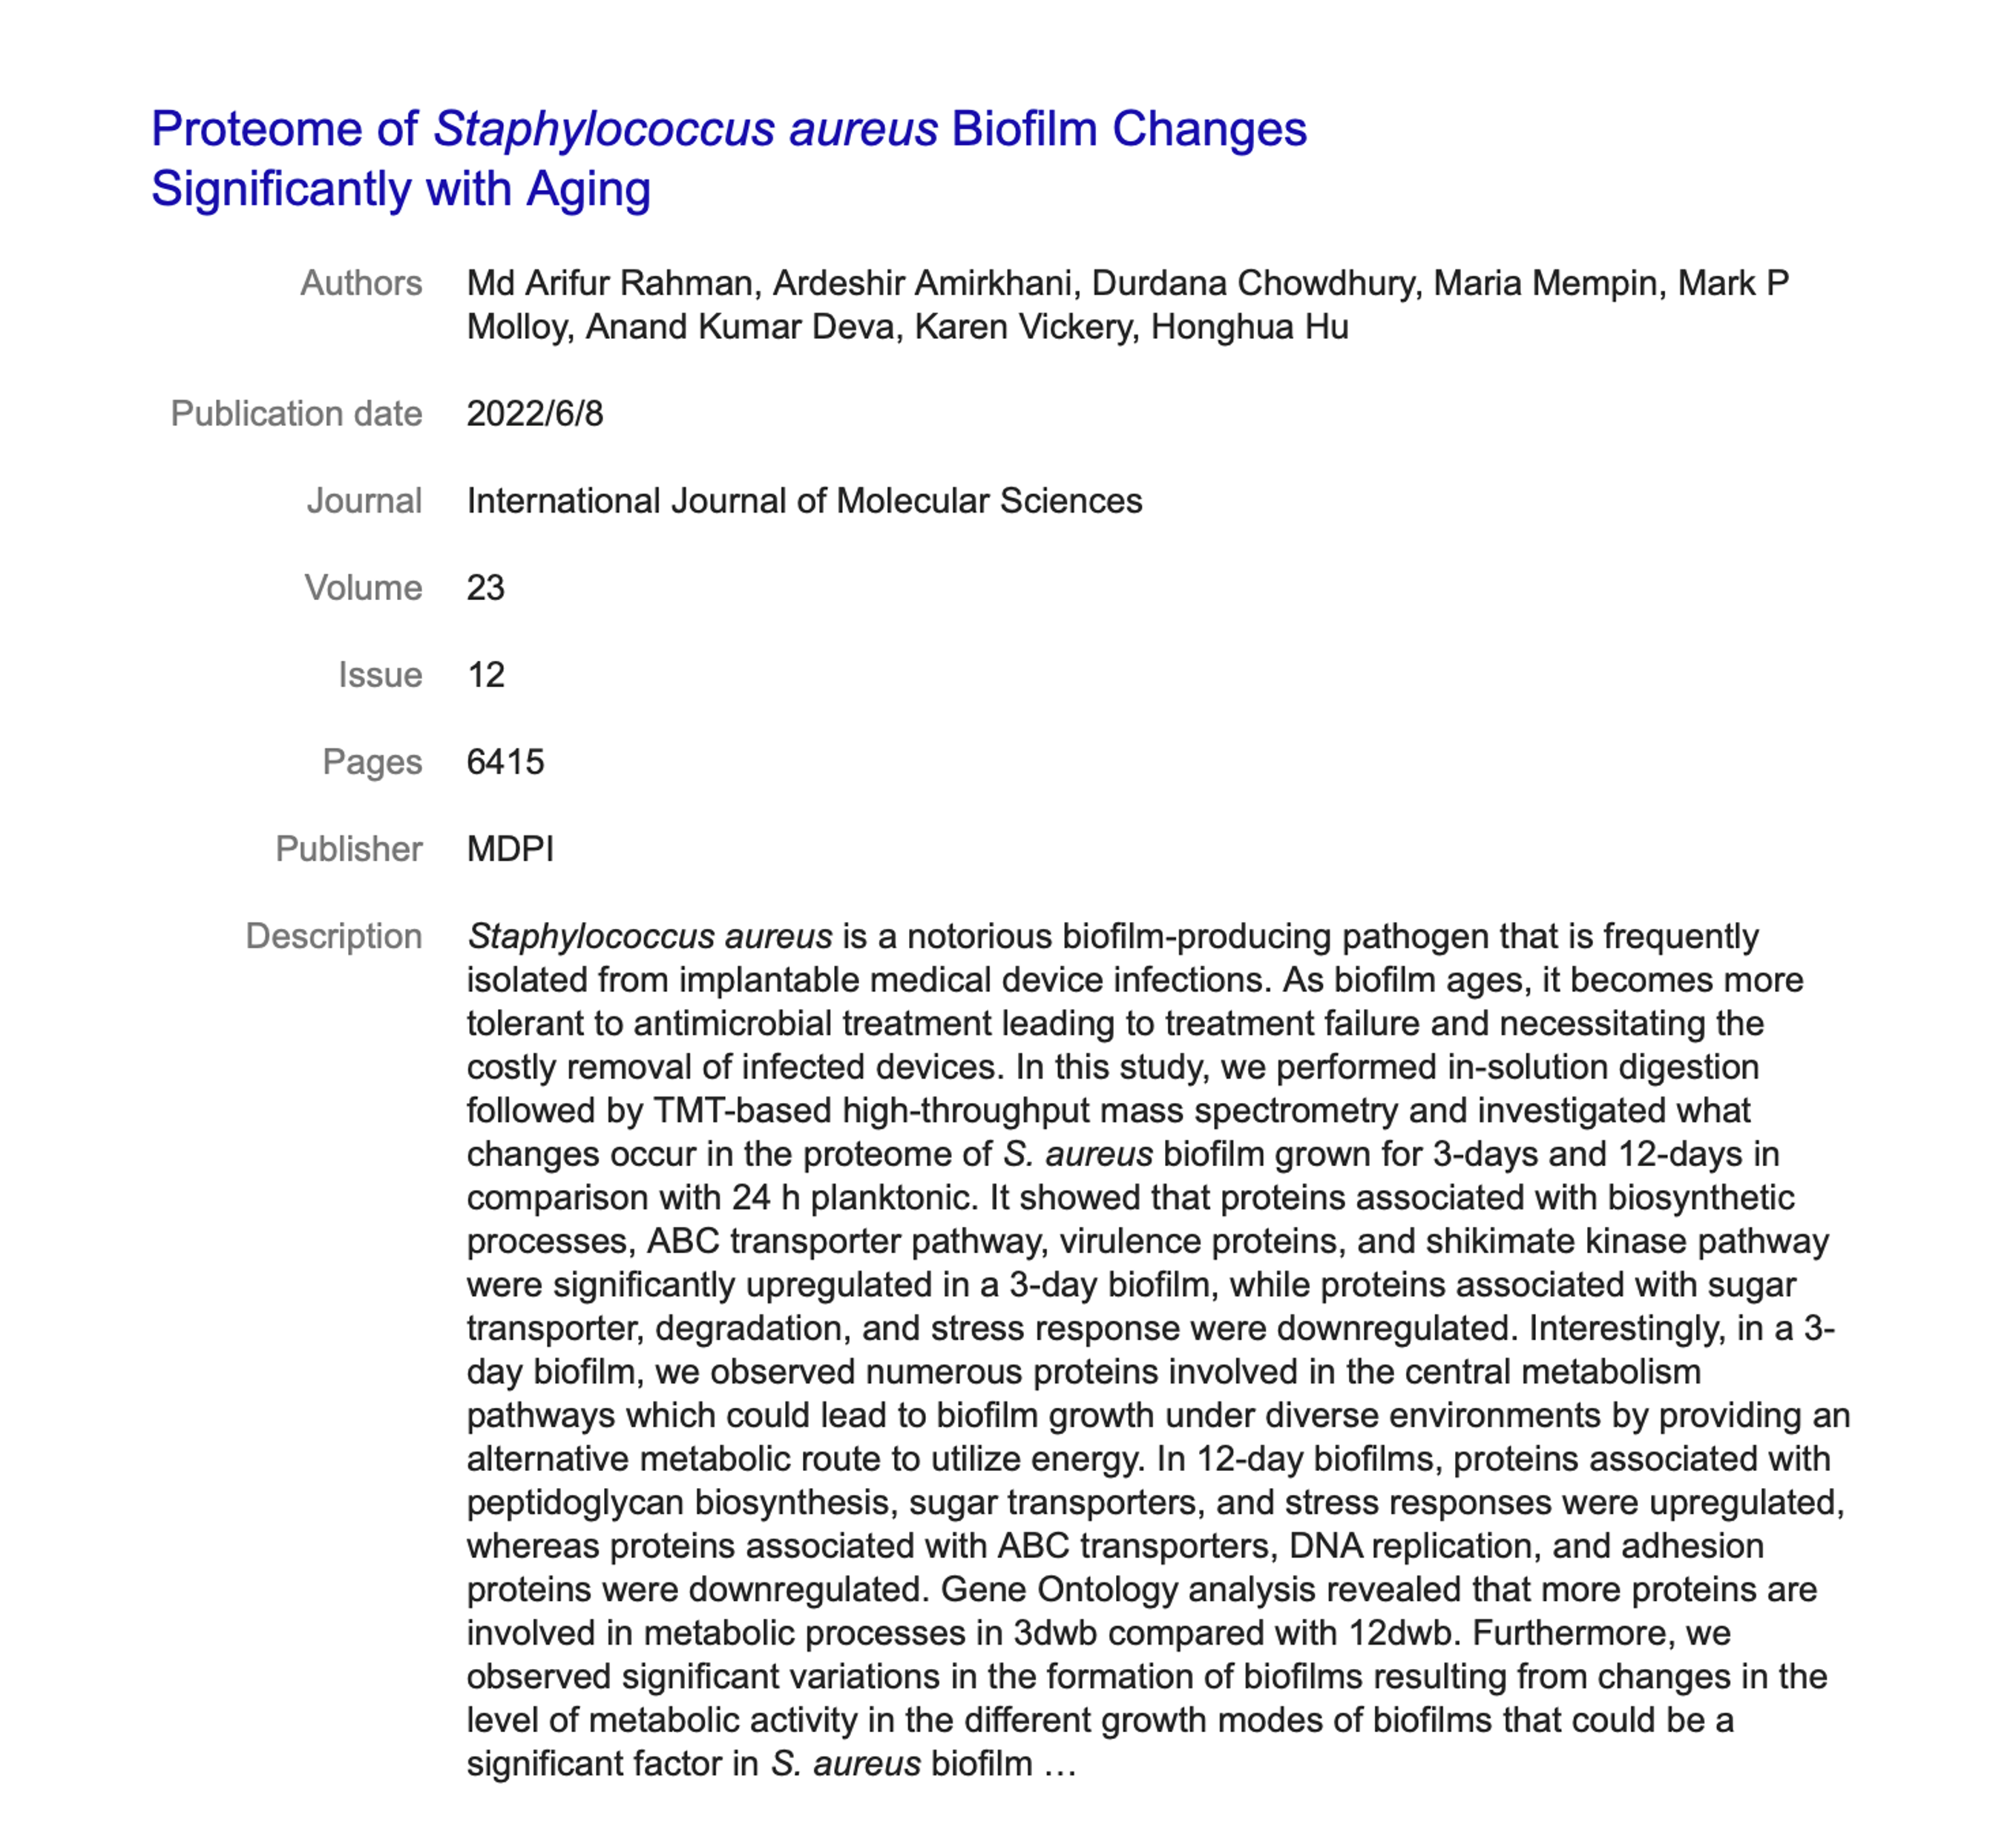 Proteome of Staphylococcus aureus Biofilm Changes
Significantly with Aging
Authors Md Arifur Rahman, Ardeshir Amirkhani, Durdana Chowdhury, Maria Mempin, Mark P
Molloy, Anand Kumar Deva, Karen Vickery, Honghua Hu
Publication date 2022/6/8
Journal International Journal of Molecular Sciences
Volume 23
Issue 12
Pages 6415
Publisher MDPI
Description Staphylococcus aureus is a notorious biofilm-producing pathogen that is frequently
isolated from implantable medical device infections. As biofilm ages, it becomes more
tolerant to antimicrobial treatment leading to treatment failure and necessitating the
costly removal of infected devices. In this study, we performed in-solution digestion
followed by TMT-based high-throughput mass spectrometry and investigated what
changes occur in the proteome of S. aureus biofilm grown for 3-days and 12-days in
comparison with 24 h planktonic. It showed that proteins associated with biosynthetic
processes, ABC transporter pathway, virulence proteins, and shikimate kinase pathway
were significantly upregulated in a 3-day biofilm, while proteins associated with sugar
transporter, degradation, and stress response were downregulated. Interestingly, in a 3-
day biofilm, we observed numerous proteins involved in the central metabolism
pathways which could lead to biofilm growth under diverse environments by providing an
alternative metabolic route to utilize energy. In 12-day biofilms, proteins associated with
peptidoglycan biosynthesis, sugar transporters, and stress responses were upregulated,
whereas proteins associated with ABC transporters, DNA replication, and adhesion
proteins were downregulated. Gene Ontology analysis revealed that more proteins are
involved in metabolic processes in 3dwb compared with 12dwb. Furthermore, we
observed significant variations in the formation of biofilms resulting from changes in the
level of metabolic activity in the different growth modes of biofilms that could be a
significant factor in S. aureus biofilm …